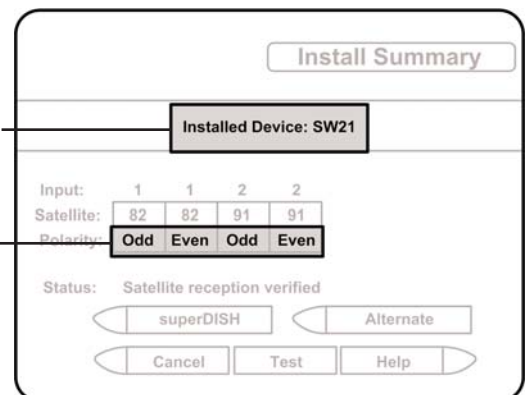 Install Summary
Installed Device: SW21
Input: 1 1 2 2
Satellite: 82 82 91 91
Polarity: Odd Even Odd Even
Status: Satellite reception verified
superDISH Alternate
Cancel Test Help